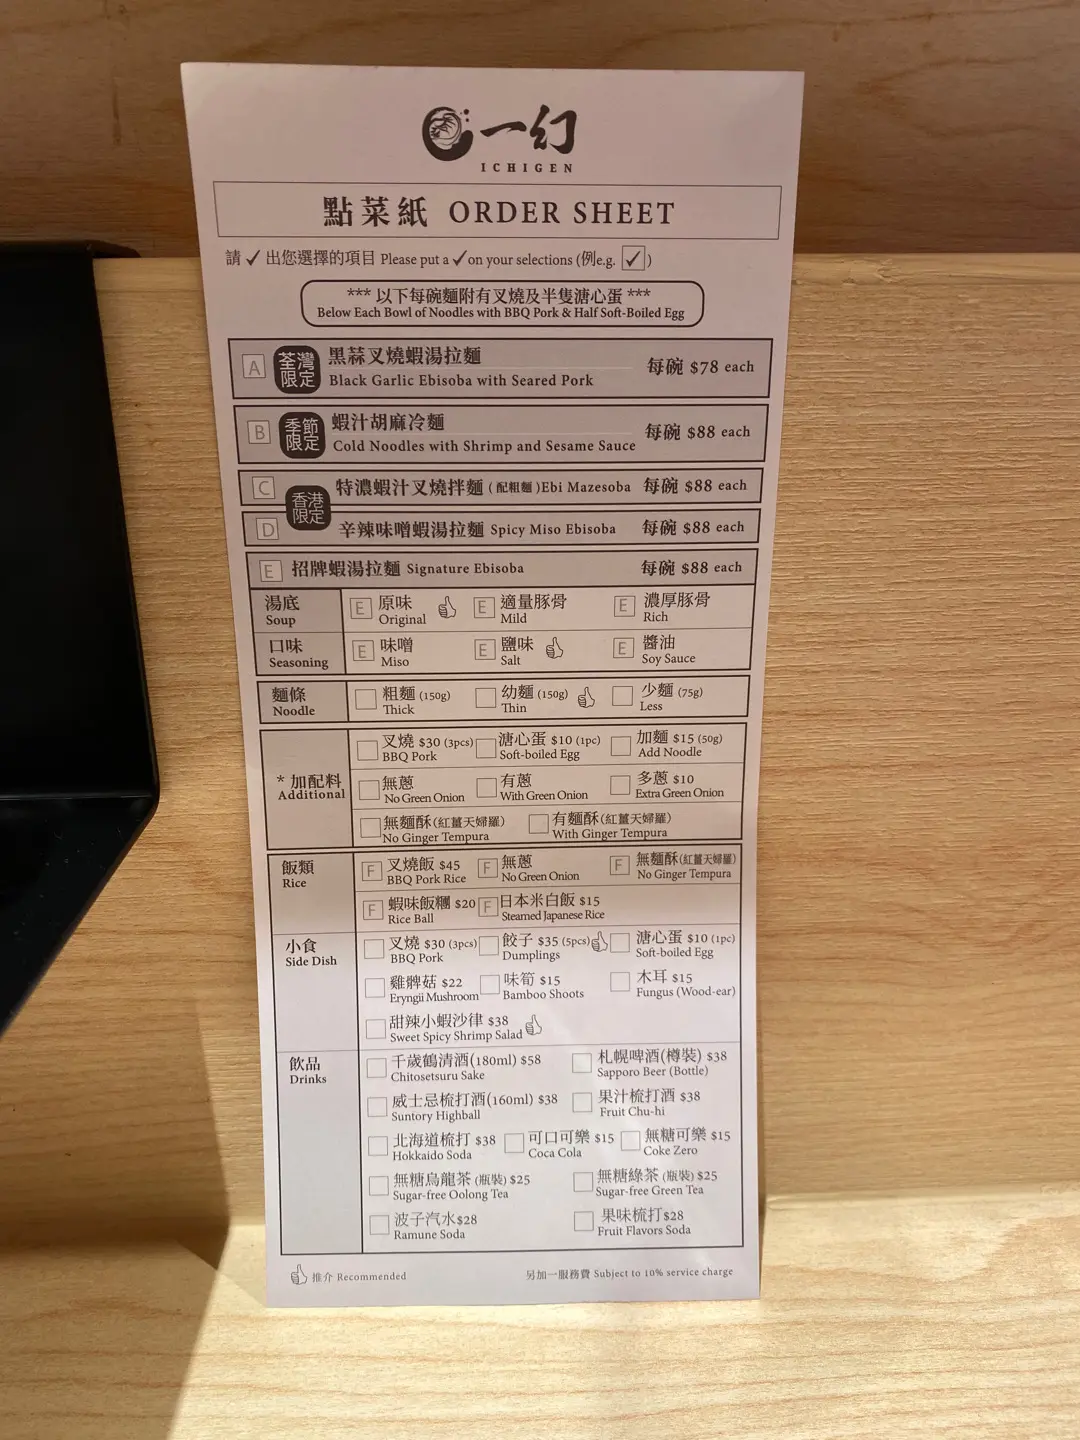 一幻
ICHIGEN
點菜紙 ORDER SHEET
請✓出您選擇的項目 Please put a ✓ on your selections (例e.g. ✓)
*** 以下每碗麵附有叉燒及半隻溏心蛋 ***
Below Each Bowl of Noodles with BBQ Pork & Half Soft-Boiled Egg
A 荃灣限定 黑蒜叉燒蝦湯拉麵 每碗 $78 each
Black Garlic Ebisoba with Seared Pork
B 季節限定 蝦汁胡麻冷麵 每碗 $88 each
Cold Noodles with Shrimp and Sesame Sauce
C 香港限定 特濃蝦汁叉燒拌麵 (配粗麵) Ebi Mazesoba 每碗 $88 each
D 辛辣味噌蝦湯拉麵 Spicy Miso Ebisoba 每碗 $88 each
E 招牌蝦湯拉麵 Signature Ebisoba 每碗 $88 each
湯底 E 原味 E 適量豚骨 E 濃厚豚骨
Soup Original Mild Rich
口味 E 味噌 E 鹽味 E 醬油
Seasoning Miso Salt Soy Sauce
麵條 粗麵 (150g) 幼麵 (150g) 少麵 (75g)
Noodle Thick Thin Less
叉燒 $30 (3pcs) 溏心蛋 $10 (1pc) 加麵 $15 (50g)
BBQ Pork Soft-boiled Egg Add Noodle
* 加配料 無蔥 有蔥 多蔥 $10
Additional No Green Onion With Green Onion Extra Green Onion
無麵酥(紅薑天婦羅) 有麵酥(紅薑天婦羅)
No Ginger Tempura With Ginger Tempura
飯類 F 叉燒飯 $45 F 無蔥 F 無麵酥(紅薑天婦羅)
Rice BBQ Pork Rice No Green Onion No Ginger Tempura
F 蝦味飯糰 $20 F 日本米白飯 $15
Rice Ball Steamed Japanese Rice
小食 叉燒 $30 (3pcs) 餃子 $35 (5pcs) 溏心蛋 $10 (1pc)
Side Dish BBQ Pork Dumplings Soft-boiled Egg
雞髀菇 $22 味筍 $15 木耳 $15
Eryngii Mushroom Bamboo Shoots Fungus (Wood-ear)
甜辣小蝦沙律 $38
Sweet Spicy Shrimp Salad
飲品 千歲鶴清酒(180ml) $58 札幌啤酒(樽裝) $38
Drinks Chitosetsuru Sake Sapporo Beer (Bottle)
威士忌梳打酒(160ml) $38 果汁梳打酒 $38
Suntory Highball Fruit Chu-hi
北海道梳打 $38 可口可樂 $15 無糖可樂 $15
Hokkaido Soda Coca Cola Coke Zero
無糖烏龍茶 (瓶裝) $25 無糖綠茶 (瓶裝) $25
Sugar-free Oolong Tea Sugar-free Green Tea
波子汽水$28 果味梳打$28
Ramune Soda Fruit Flavors Soda
推介 Recommended 另加一服務費 Subject to 10% service charge